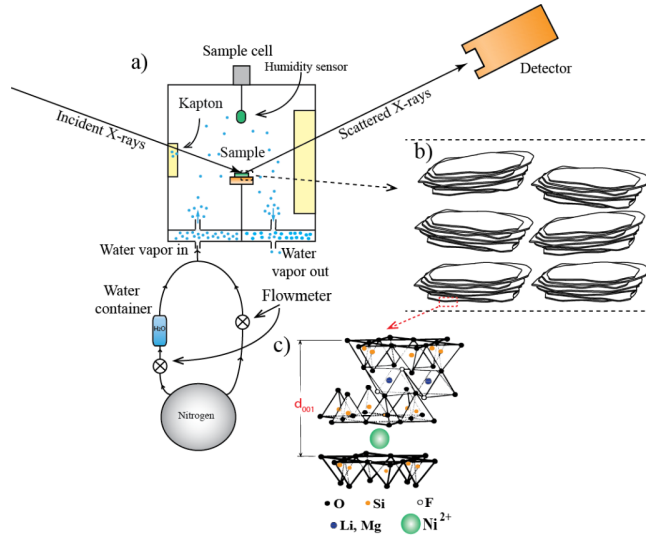 a)
Sample cell
Humidity sensor
Detector
Incident X-rays
Kapton
Scattered X-rays
Sample
b)
Water vapor in
Water
vapor out
Water
container
Flowmeter
H₂O
Nitrogen
c)
d₀₀₁
O
Si
F
Li, Mg
Ni²⁺